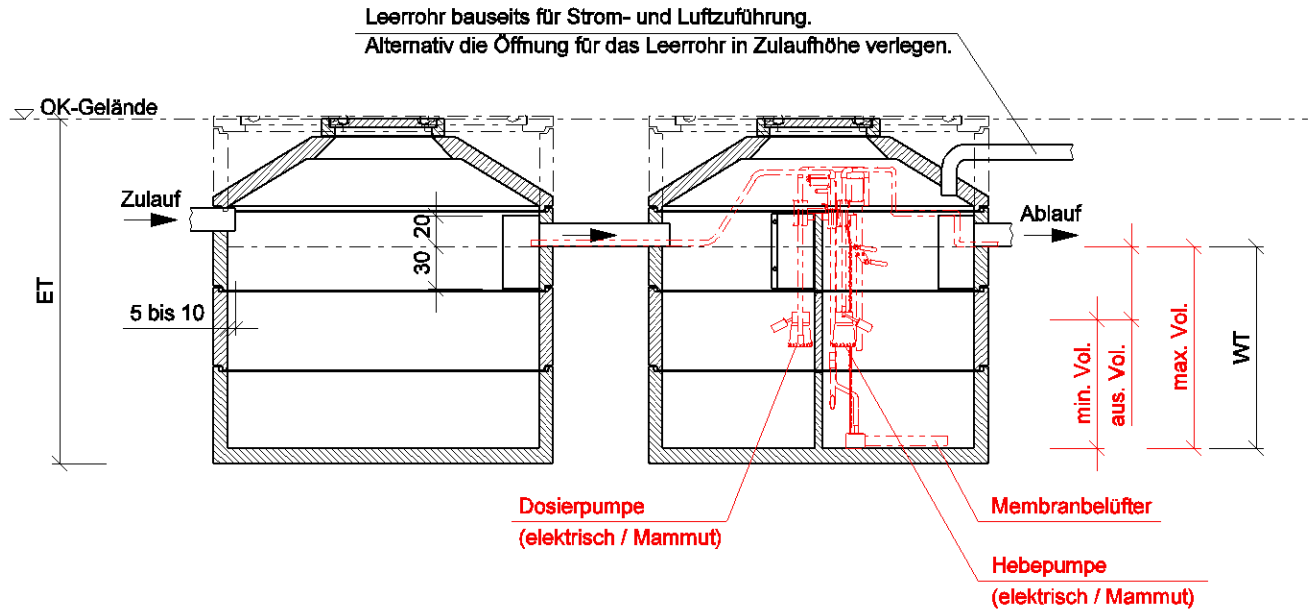 Leerrohr bauseits für Strom- und Luftzuführung.
Alternativ die Öffnung für das Leerrohr in Zulaufhöhe verlegen.
OK-Gelände
Zulauf
20
30
Ablauf
ET
5 bis 10
min. Vol.
aus. Vol.
max. Vol.
WT
Dosierpumpe
(elektrisch / Mammut)
Membranbelüfter
Hebepumpe
(elektrisch / Mammut)